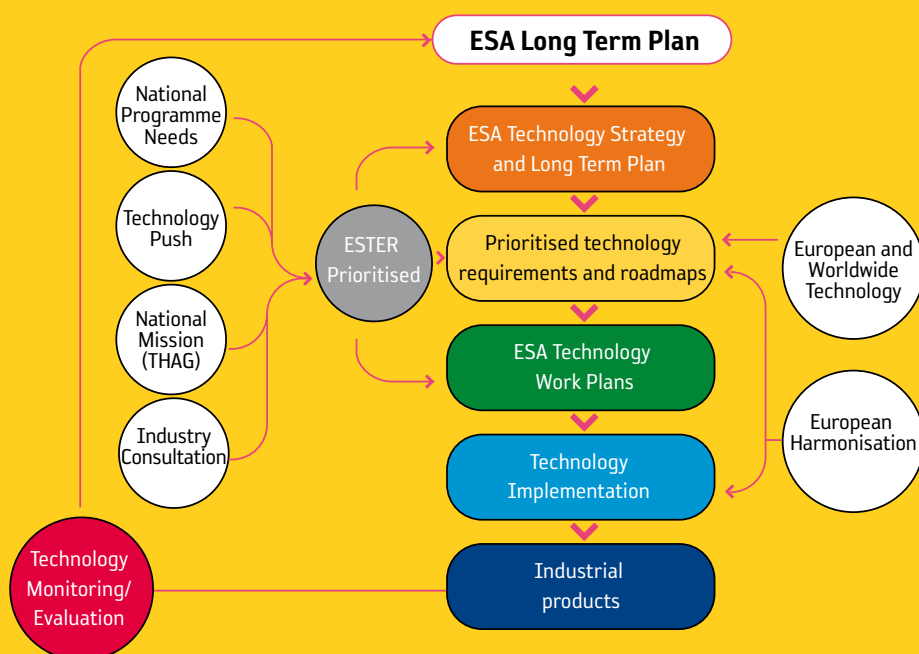 ESA Long Term Plan
National
Programme
Needs
ESA Technology Strategy
and Long Term Plan
Technology
Push
ESTER
Prioritised
Prioritised technology
requirements and roadmaps
European and
Worldwide
Technology
National
Mission
(THAG)
ESA Technology
Work Plans
Industry
Consultation
Technology
Implementation
European
Harmonisation
Technology
Monitoring/
Evaluation
Industrial
products